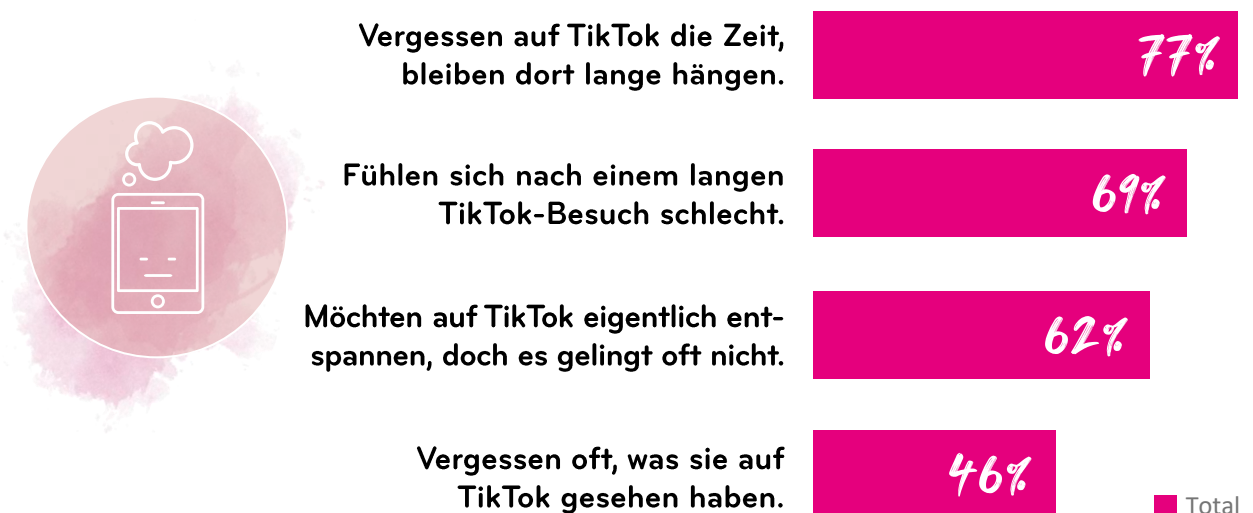 Vergessen auf TikTok die Zeit,
bleiben dort lange hängen.
77%
Fühlen sich nach einem langen
TikTok-Besuch schlecht.
69%
Möchten auf TikTok eigentlich ent-
spannen, doch es gelingt oft nicht.
62%
Vergessen oft, was sie auf
TikTok gesehen haben.
46%
Total